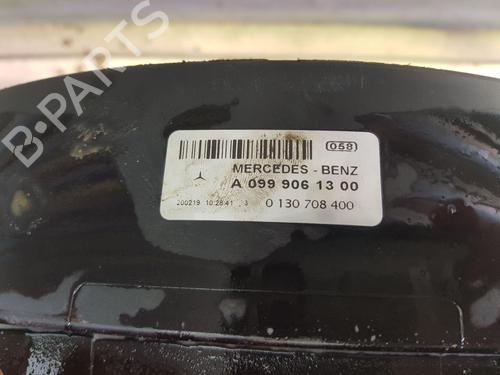 B-PARTS
058
MERCEDES - BENZ
A 099 906 13 00
200219 10:28:41 3 0 130 708 400